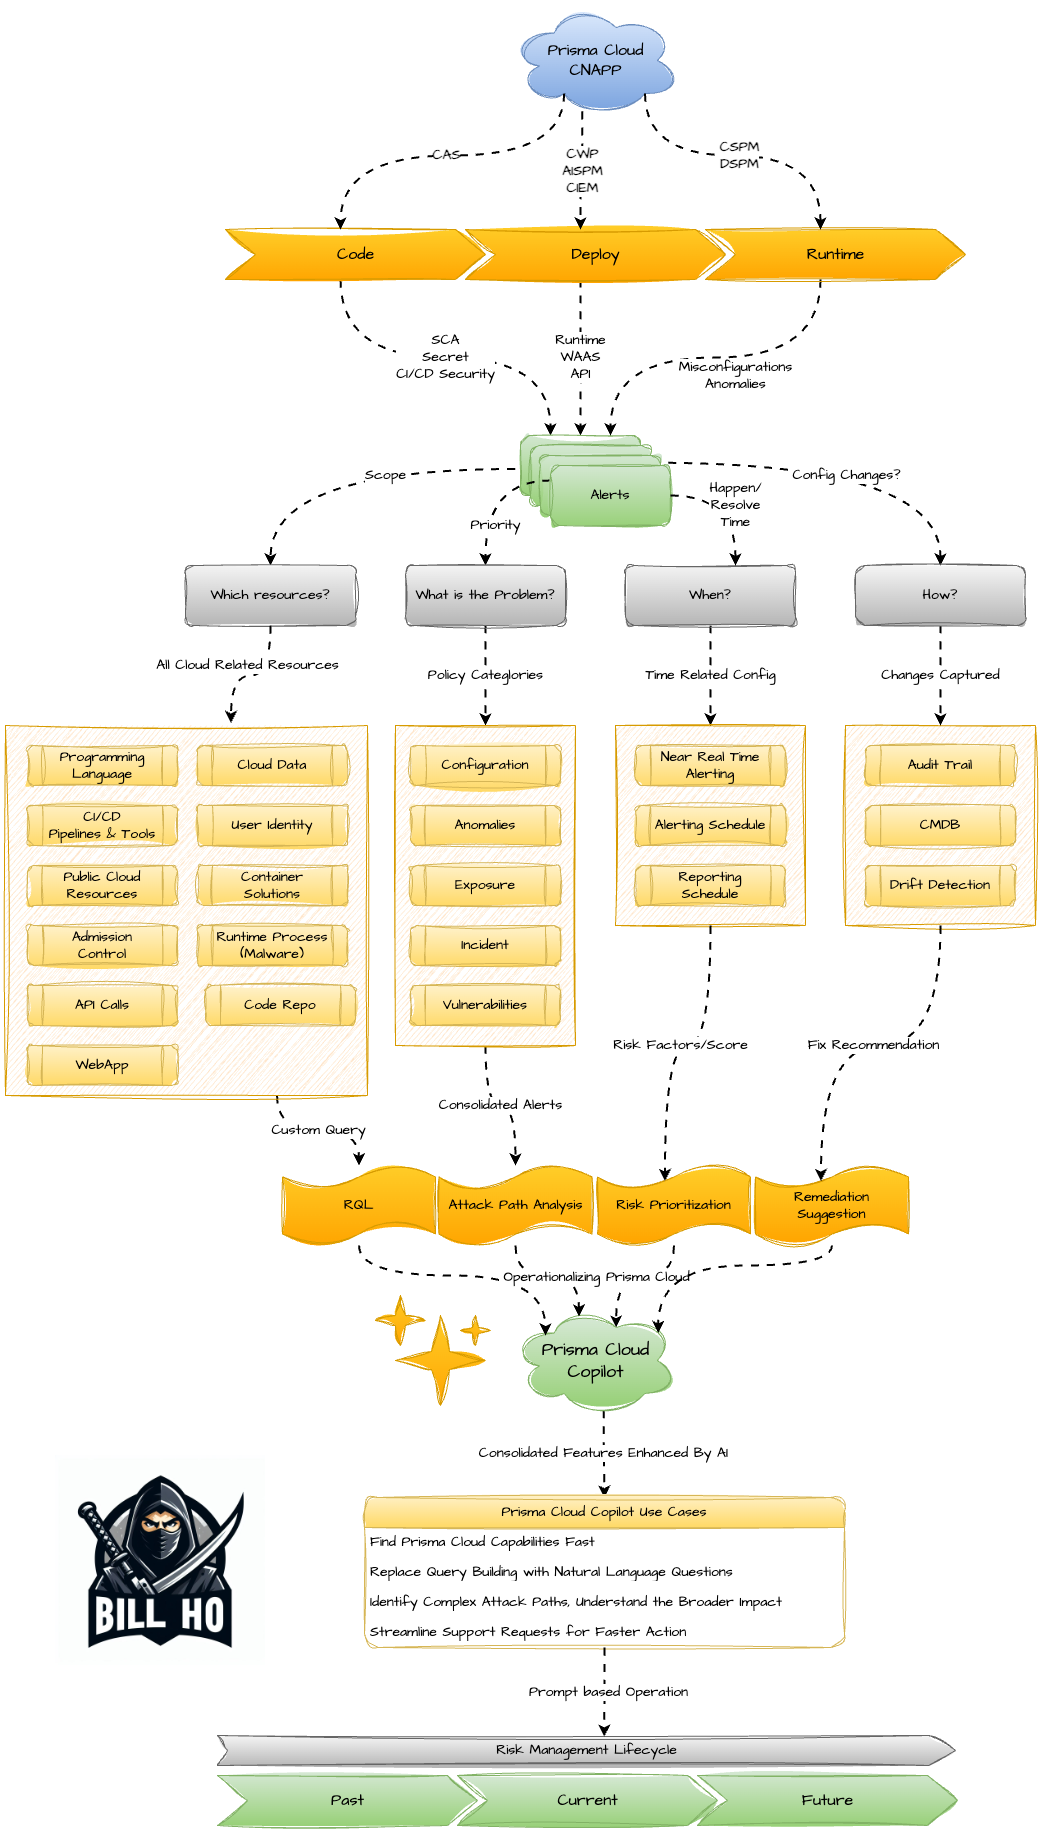 Prisma Cloud
CNAPP
CAS
CWP
AISPM
CIEM
CSPM
DSPM
Code
Deploy
Runtime
SCA
Secret
CI/CD Security
Runtime
WAAS
API
Misconfigurations
Anomalies
Alerts
Scope
Priority
Happen/
Resolve
Time
Config Changes?
Which resources?
What is the Problem?
When?
How?
All Cloud Related Resources
Policy Categlories
Time Related Config
Changes Captured
Programming
Language
Cloud Data
CI/CD
Pipelines & Tools
User Identity
Public Cloud
Resources
Container
Solutions
Admission
Control
Runtime Process
(Malware)
API Calls
Code Repo
WebApp
Configuration
Anomalies
Exposure
Incident
Vulnerabilities
Near Real Time
Alerting
Alerting Schedule
Reporting
Schedule
Audit Trail
CMDB
Drift Detection
Custom Query
Consolidated Alerts
Risk Factors/Score
Fix Recommendation
RQL
Attack Path Analysis
Risk Prioritization
Remediation
Suggestion
Operationalizing Prisma Cloud
Prisma Cloud
Copilot
Consolidated Features Enhanced By AI
Prisma Cloud Copilot Use Cases
Find Prisma Cloud Capabilities Fast
Replace Query Building with Natural Language Questions
Identify Complex Attack Paths, Understand the Broader Impact
Streamline Support Requests for Faster Action
BILL HO
Prompt based Operation
Risk Management Lifecycle
Past
Current
Future